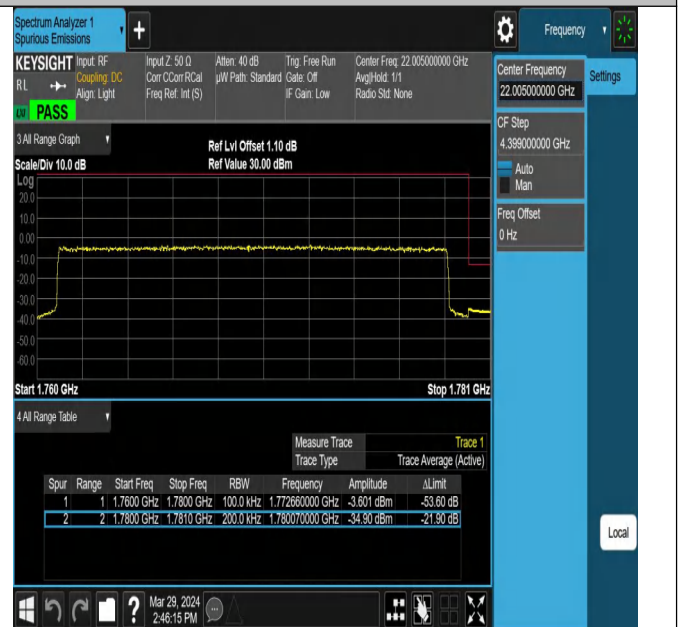 Spectrum Analyzer 1
Spurious Emissions
+
Frequency
KEYSIGHT Input: RF Input Z: 50 Ω Atten: 40 dB Trig: Free Run Center Freq: 22.005000000 GHz
RL Coupling: DC Corr CCorr RCal µW Path: Standard Gate: Off Avg|Hold: 1/1
Align: Light Freq Ref: Int (S) IF Gain: Low Radio Std: None
PASS
Center Frequency
22.005000000 GHz
Settings
CF Step
4.399000000 GHz
Auto
Man
Freq Offset
0 Hz
3 All Range Graph
Ref Lvl Offset 1.10 dB
Scale/Div 10.0 dB Ref Value 30.00 dBm
Log
20.0
10.0
0.00
-10.0
-20.0
-30.0
-40.0
-50.0
-60.0
Start 1.760 GHz Stop 1.781 GHz
4 All Range Table
Measure Trace Trace 1
Trace Type Trace Average (Active)
Spur Range Start Freq Stop Freq RBW Frequency Amplitude ΔLimit
1 1 1.7600 GHz 1.7800 GHz 100.0 kHz 1.772660000 GHz -3.601 dBm -53.60 dB
2 2 1.7800 GHz 1.7810 GHz 200.0 kHz 1.780070000 GHz -34.90 dBm -21.90 dB
Local
?
Mar 29, 2024
2:46:15 PM